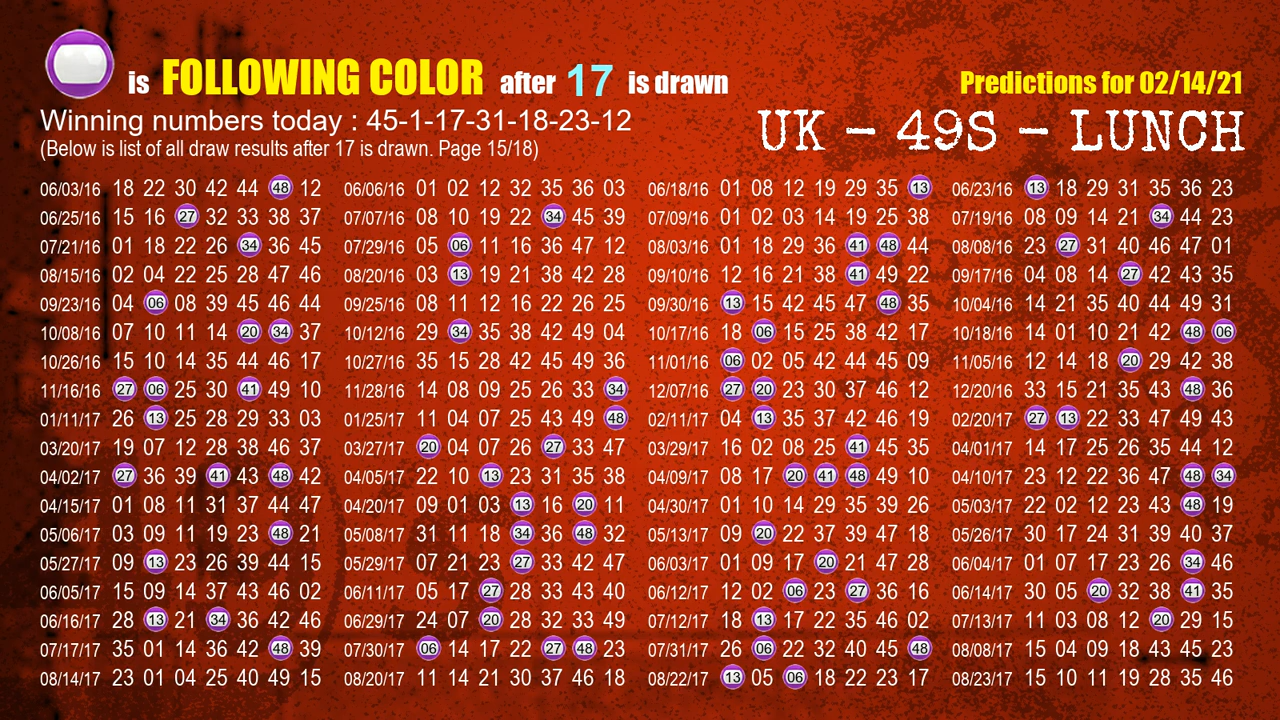 is FOLLOWING COLOR after 17 is drawn
Predictions for 02/14/21
Winning numbers today : 45-1-17-31-18-23-12
UK - 49S - LUNCH
(Below is list of all draw results after 17 is drawn. Page 15/18)
06/03/16 18 22 30 42 44 48 12 06/06/16 01 02 12 32 35 36 03 06/18/16 01 08 12 19 29 35 13 06/23/16 13 18 29 31 35 36 23
06/25/16 15 16 27 32 33 38 37 07/07/16 08 10 19 22 34 45 39 07/09/16 01 02 03 14 19 25 38 07/19/16 08 09 14 21 34 44 23
07/21/16 01 18 22 26 34 36 45 07/29/16 05 06 11 16 36 47 12 08/03/16 01 18 29 36 41 48 44 08/08/16 23 27 31 40 46 47 01
08/15/16 02 04 22 25 28 47 46 08/20/16 03 13 19 21 38 42 28 09/10/16 12 16 21 38 41 49 22 09/17/16 04 08 14 27 42 43 35
09/23/16 04 06 08 39 45 46 44 09/25/16 08 11 12 16 22 26 25 09/30/16 13 15 42 45 47 48 35 10/04/16 14 21 35 40 44 49 31
10/08/16 07 10 11 14 20 34 37 10/12/16 29 34 35 38 42 49 04 10/17/16 18 06 15 25 38 42 17 10/18/16 14 01 10 21 42 48 06
10/26/16 15 10 14 35 44 46 17 10/27/16 35 15 28 42 45 49 36 11/01/16 06 02 05 42 44 45 09 11/05/16 12 14 18 20 29 42 38
11/16/16 27 06 25 30 41 49 10 11/28/16 14 08 09 25 26 33 34 12/07/16 27 20 23 30 37 46 12 12/20/16 33 15 21 35 43 48 36
01/11/17 26 13 25 28 29 33 03 01/25/17 11 04 07 25 43 49 48 02/11/17 04 13 35 37 42 46 19 02/20/17 27 13 22 33 47 49 43
03/20/17 19 07 12 28 38 46 37 03/27/17 20 04 07 26 27 33 47 03/29/17 16 02 08 25 41 45 35 04/01/17 14 17 25 26 35 44 12
04/02/17 27 36 39 41 43 48 42 04/05/17 22 10 13 23 31 35 38 04/09/17 08 17 20 41 48 49 10 04/10/17 23 12 22 36 47 48 34
04/15/17 01 08 11 31 37 44 47 04/20/17 09 01 03 13 16 20 11 04/30/17 01 10 14 29 35 39 26 05/03/17 22 02 12 23 43 48 19
05/06/17 03 09 11 19 23 48 21 05/08/17 31 11 18 34 36 48 32 05/13/17 09 20 22 37 39 47 18 05/26/17 30 17 24 31 39 40 37
05/27/17 09 13 23 26 39 44 15 05/29/17 07 21 23 27 33 42 47 06/03/17 01 09 17 20 21 47 28 06/04/17 01 07 17 23 26 34 46
06/05/17 15 09 14 37 43 46 02 06/11/17 05 17 27 28 33 43 40 06/12/17 12 02 06 23 27 36 16 06/14/17 30 05 20 32 38 41 35
06/16/17 28 13 21 34 36 42 46 06/29/17 24 07 20 28 32 33 49 07/12/17 18 13 17 22 35 46 02 07/13/17 11 03 08 12 20 29 15
07/17/17 35 01 14 36 42 48 39 07/30/17 06 14 17 22 27 48 23 07/31/17 26 06 22 32 40 45 48 08/08/17 15 04 09 18 43 45 23
08/14/17 23 01 04 25 40 49 15 08/20/17 11 14 21 30 37 46 18 08/22/17 13 05 06 18 22 23 17 08/23/17 15 10 11 19 28 35 46